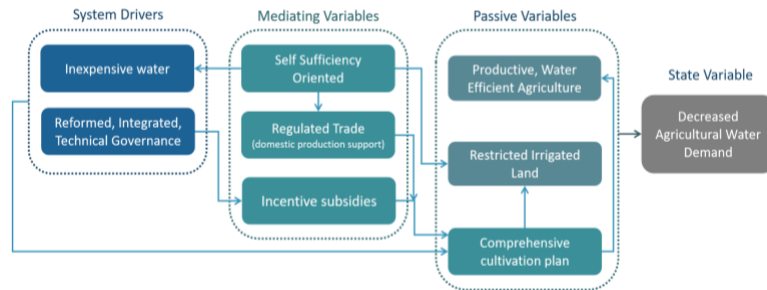 System Drivers
Inexpensive water
Reformed, Integrated,
Technical Governance
Mediating Variables
Self Sufficiency
Oriented
Regulated Trade
(domestic production support)
Incentive subsidies
Passive Variables
Productive, Water
Efficient Agriculture
Restricted Irrigated
Land
Comprehensive
cultivation plan
State Variable
Decreased
Agricultural Water
Demand